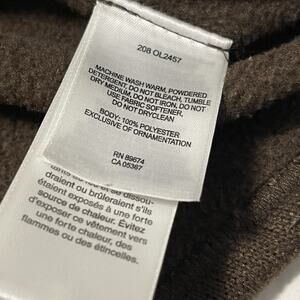 208 OL2457
MACHINE WASH WARM, POWDERED
DETERGENT, DO NOT BLEACH, TUMBLE
DRY MEDIUM, DO NOT IRON, DO NOT
USE FABRIC SOFTENER,
DO NOT DRYCLEAN
BODY: 100% POLYESTER
EXCLUSIVE OF ORNAMENTATION
RN 89674
CA 05367
se dissou-
draient ou brûleraient s'ils
étaient exposés à une forte
source de chaleur. Évitez
d'exposer ce vêtement vers
une forte chaleur, des
flammes ou des étincelles.